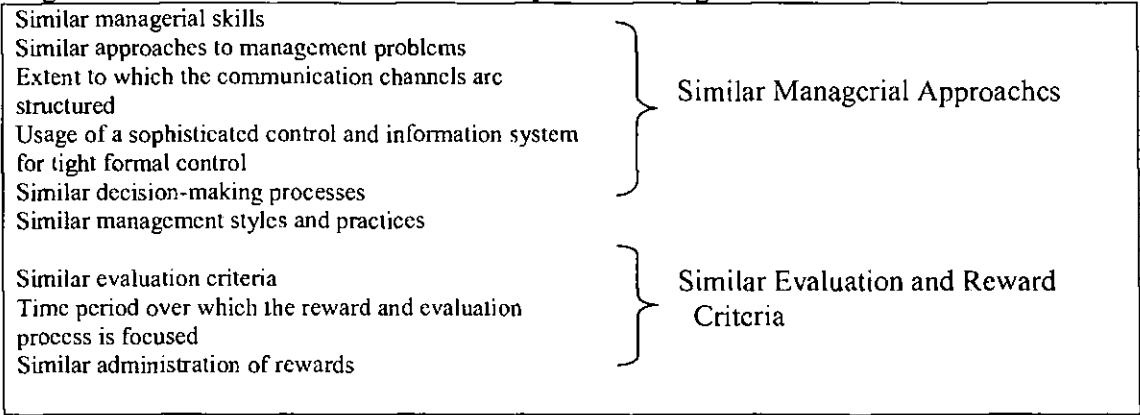 Similar managerial skills
Similar approaches to management problems
Extent to which the communication channels are
structured
Usage of a sophisticated control and information system
for tight formal control
Similar decision-making processes
Similar management styles and practices
Similar Managerial Approaches
Similar evaluation criteria
Time period over which the reward and evaluation
process is focused
Similar administration of rewards
Similar Evaluation and Reward
Criteria